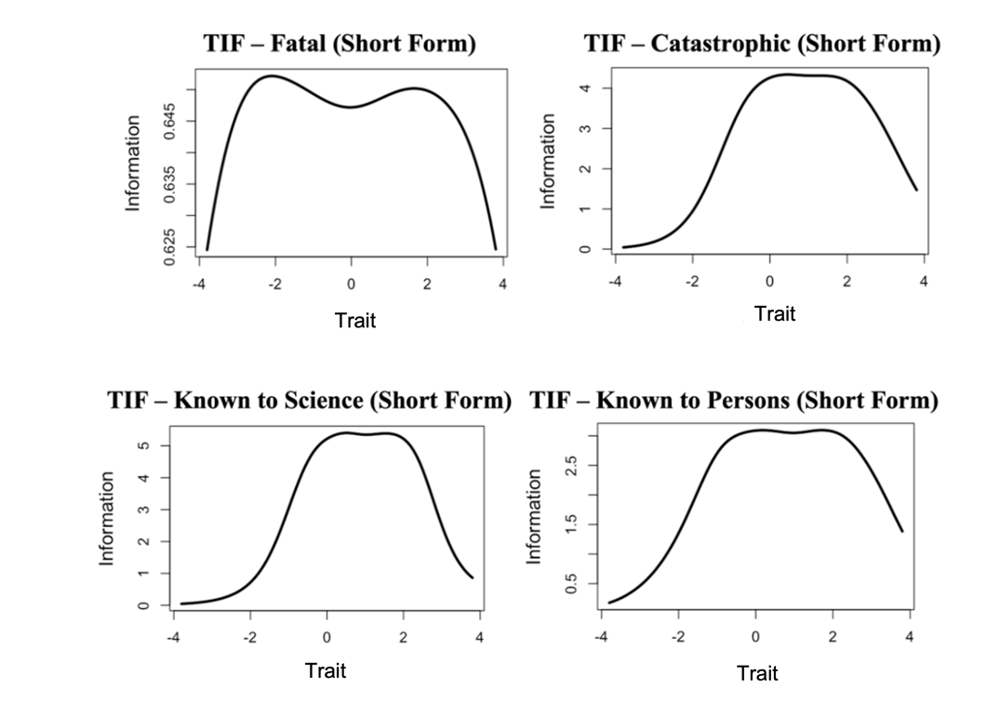 TIF – Fatal (Short Form)
TIF – Catastrophic (Short Form)
Information
0.625 0.635 0.645
-4 -2 0 2 4
Trait
Information
0 1 2 3 4
-4 -2 0 2 4
Trait
TIF – Known to Science (Short Form)
TIF – Known to Persons (Short Form)
Information
0 1 2 3 4 5
-4 -2 0 2 4
Trait
Information
0.5 1.5 2.5
-4 -2 0 2 4
Trait